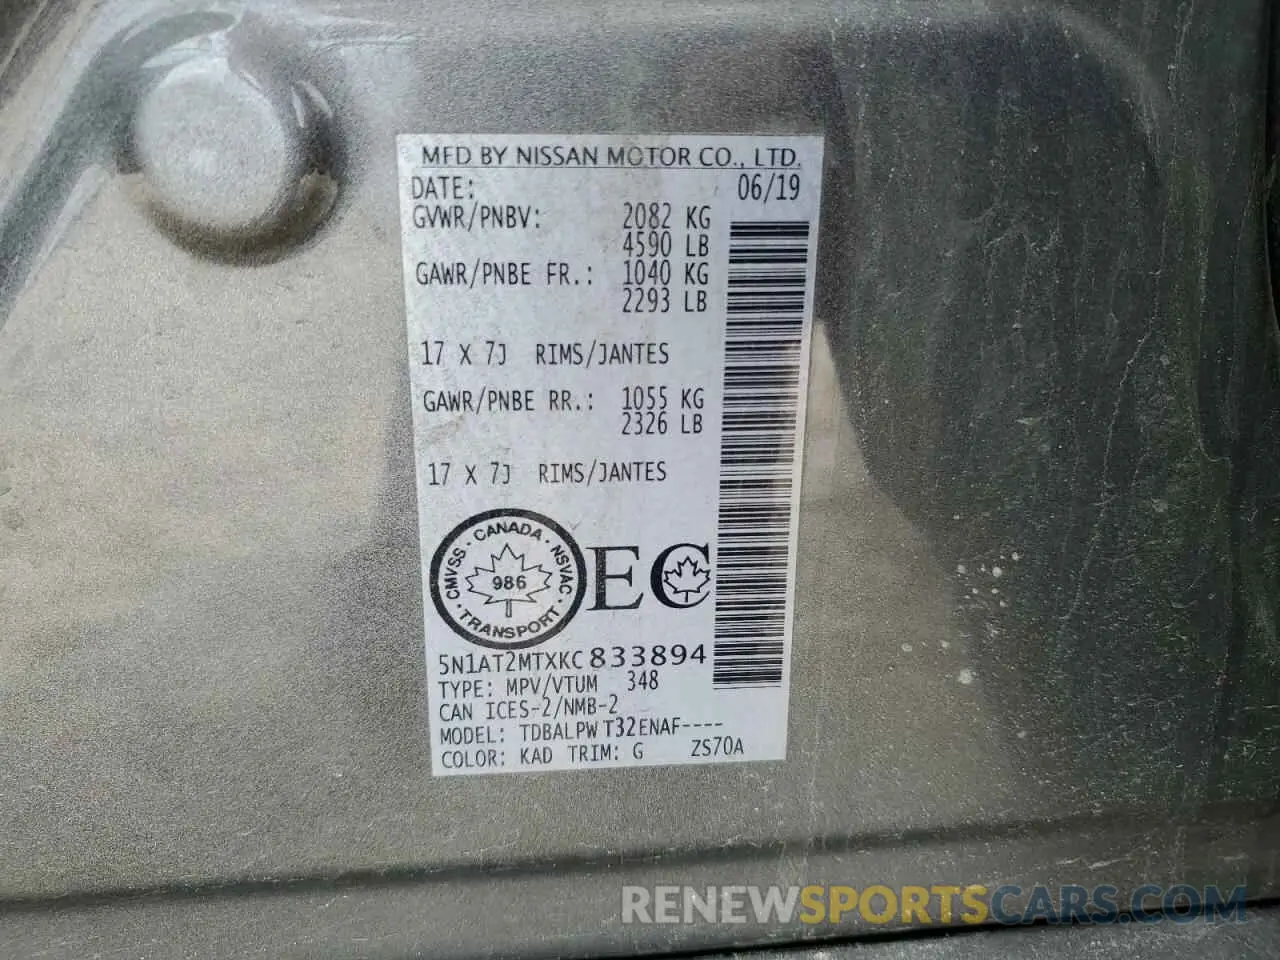 MFD BY NISSAN MOTOR CO., LTD.
DATE: 06/19
GVWR/PNBV: 2082 KG
4590 LB
GAWR/PNBE FR.: 1040 KG
2293 LB
17 X 7J RIMS/JANTES
GAWR/PNBE RR.: 1055 KG
2326 LB
17 X 7J RIMS/JANTES
CMVSS · CANADA · NSVAC · TRANSPORT ·
986
EC
5N1AT2MTXKC833894
TYPE: MPV/VTUM 348
CAN ICES-2/NMB-2
MODEL: TDBALPWT32ENAF----
COLOR: KAD TRIM: G ZS70A
RENEWSPORTSCARS.COM